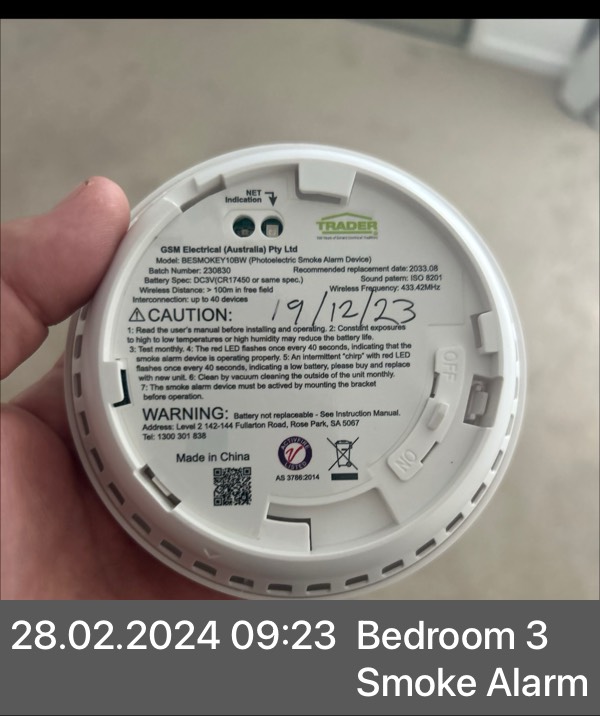 NET
Indication
TRADER
GSM Electrical (Australia) Pty Ltd
Model: BESMOKEY10BW (Photoelectric Smoke Alarm Device)
Batch Number: 230830 Recommended replacement date: 2033.08
Battery Spec: DC3V(CR17450 or same spec.) Sound patern: ISO 8201
Wireless Distance: > 100m in free field Wireless Frequency: 433.42MHz
Interconnection: up to 40 devices
19/12/23
CAUTION:
1: Read the user's manual before installing and operating. 2: Constant exposures
to high to low temperatures or high humidity may reduce the battery life.
3: Test monthly. 4: The red LED flashes once every 40 seconds, indicating that the
smoke alarm device is operating properly. 5: An intermittent "chirp" with red LED
flashes once every 40 seconds, indicating a low battery, please buy and replace
with new unit. 6: Clean by vacuum cleaning the outside of the unit monthly.
7: The smoke alarm device must be actived by mounting the bracket
before operation.
OFF
ON
WARNING: Battery not replaceable - See Instruction Manual.
Address: Level 2 142-144 Fullarton Road, Rose Park, SA 5067
Tel: 1300 301 838
Made in China
ACTIVFIRE
LISTED
AS 3786:2014
28.02.2024 09:23 Bedroom 3
Smoke Alarm